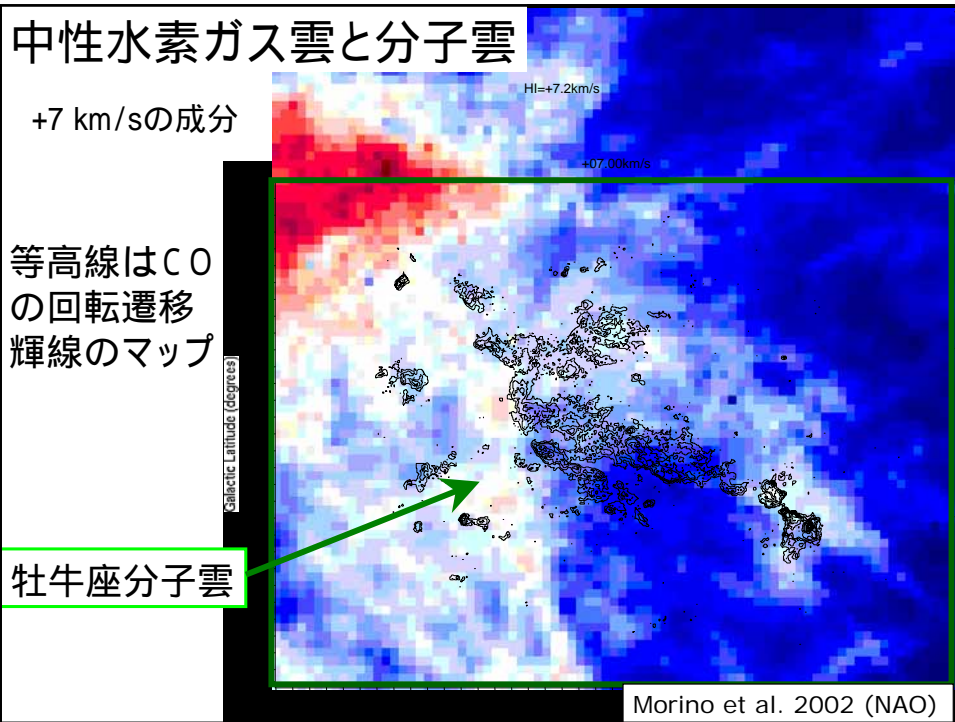 中性水素ガス雲と分子雲
HI=+7.2km/s
+7 km/sの成分
+07.00km/s
等高線はCO
の回転遷移
輝線のマップ
Galactic Latitude (degrees)
牡牛座分子雲
Morino et al. 2002 (NAO)